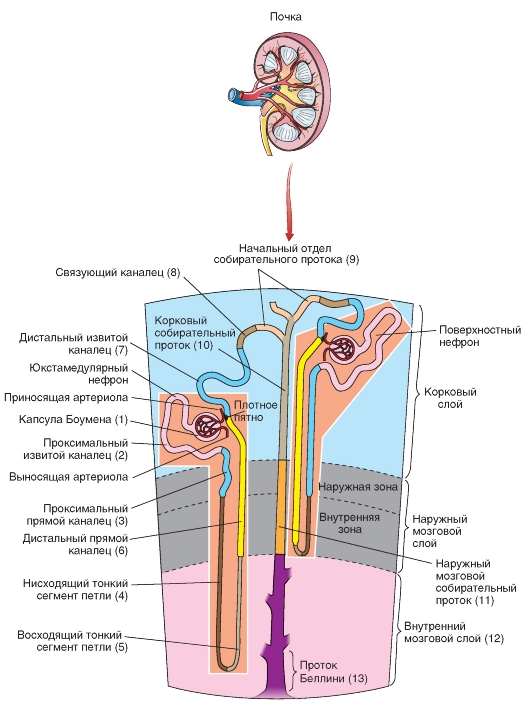 Почка
Начальный отдел
собирательного протока (9)
Связующий каналец (8)
Корковый
собирательный
проток (10)
Дистальный извитой
каналец (7)
Юкстамедулярный
нефрон
Приносящая артериола
Капсула Боумена (1)
Проксимальный
извитой каналец (2)
Выносящая артериола
Проксимальный
прямой каналец (3)
Дистальный прямой
каналец (6)
Нисходящий тонкий
сегмент петли (4)
Восходящий тонкий
сегмент петли (5)
Плотное
пятно
Поверхностный
нефрон
Корковый
слой
Наружная зона
Внутренняя
зона
Наружный
мозговой
слой
Наружный
мозговой
собирательный
проток (11)
Внутренний
мозговой слой (12)
Проток
Беллини (13)